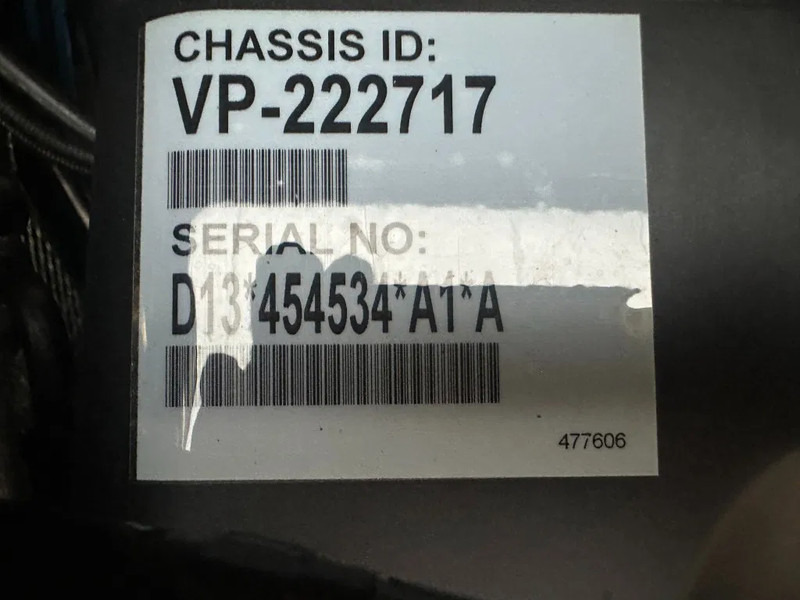 CHASSIS ID:
VP-222717
SERIAL NO:
D13*454534*A1*A
477606